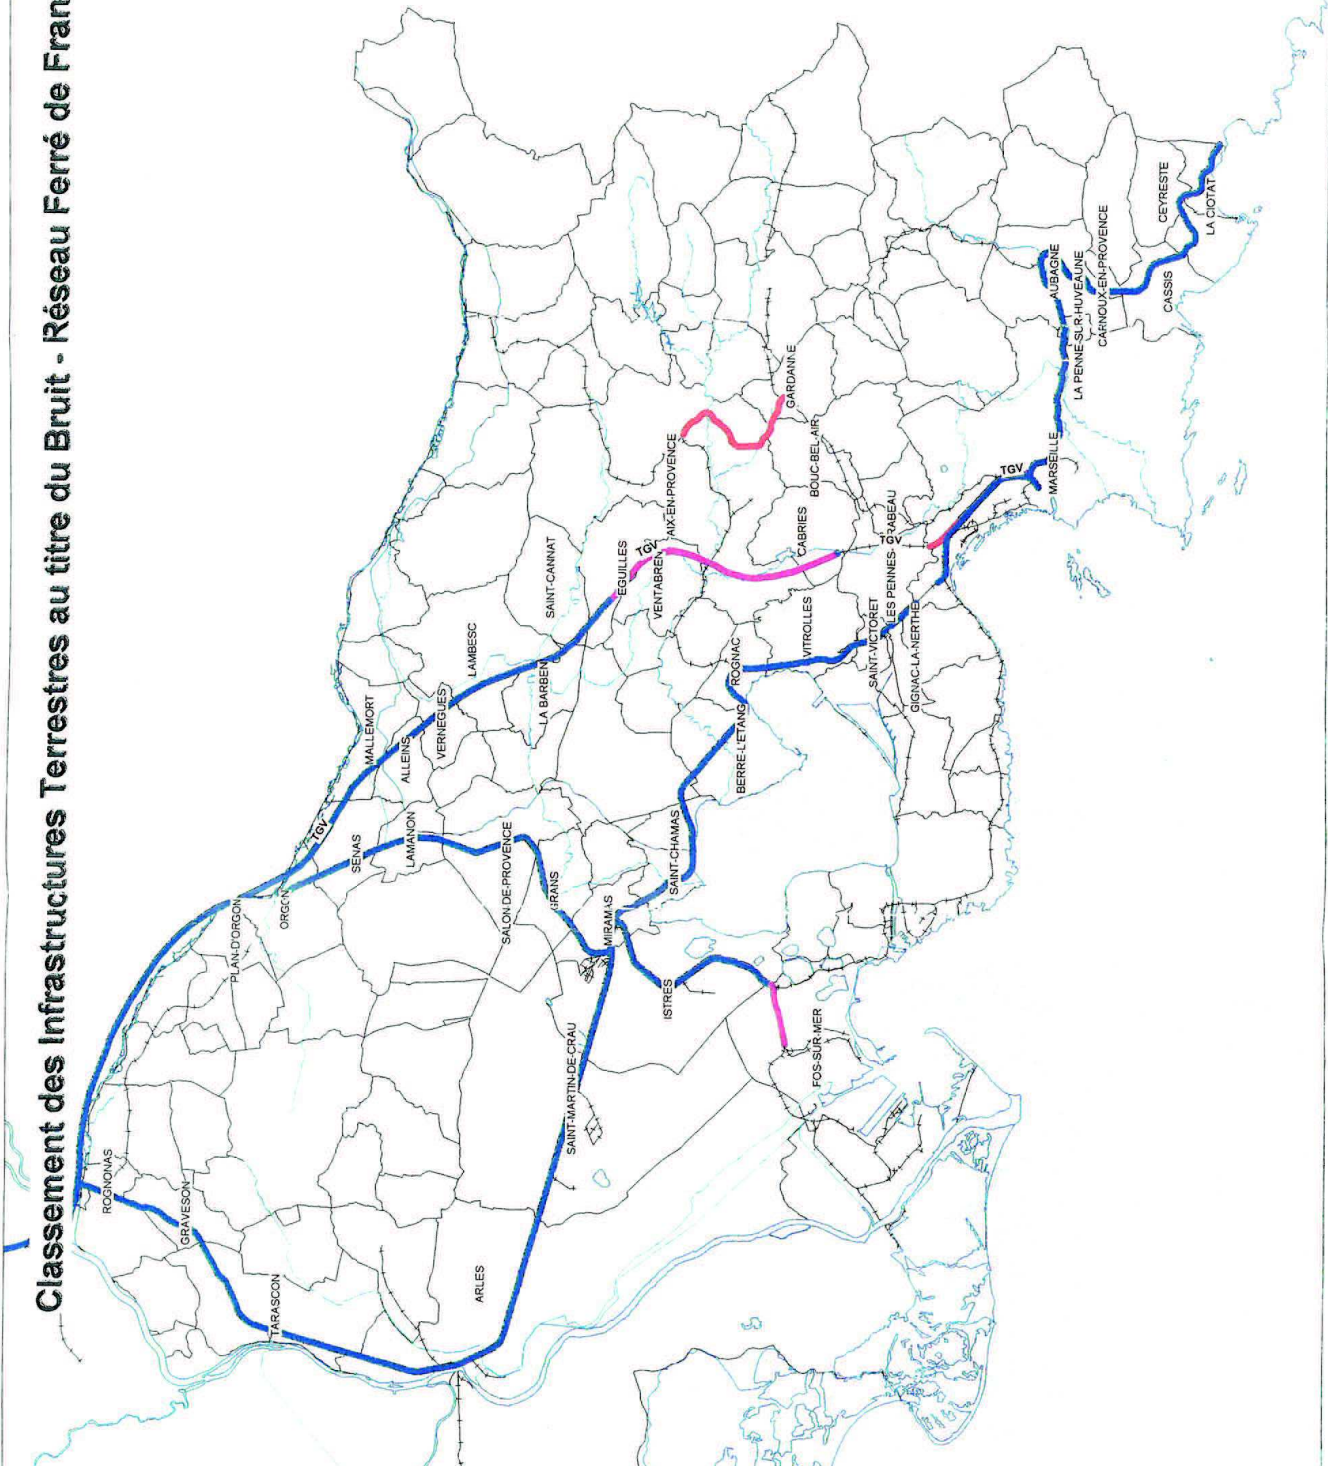 Classement des Infrastructures Terrestres au titre du Bruit - Réseau Ferré de Fran
ROGNONAS
GRAVESON
TARASCON
PLAN-D'ORGON
ORGON
TGV
SENAS
MALLEMORT
ALLEINS
LAMANON
VERNEGUES
LAMBESC
ARLES
SALON-DE-PROVENCE
LA BARBEN
SAINT-CANNAT
GRANS
SAINT-MARTIN-DE-CRAU
MIRAMAS
EGUILLES
TGV
VENTABREN
AIX-EN-PROVENCE
ISTRES
SAINT-CHAMAS
ROGNAC
BERRE-L'ETANG
GARDANNE
CABRIES
BOUC-BEL-AIR
VITROLLES
FOS-SUR-MER
SAINT-VICTORET
LES PENNES-MIRABEAU
TGV
GIGNAC-LA-NERTHE
TGV
MARSEILLE
AUBAGNE
LA PENNE-SUR-HUVEAUNE
CARNOUX-EN-PROVENCE
CASSIS
CEYRESTE
LA CIOTAT